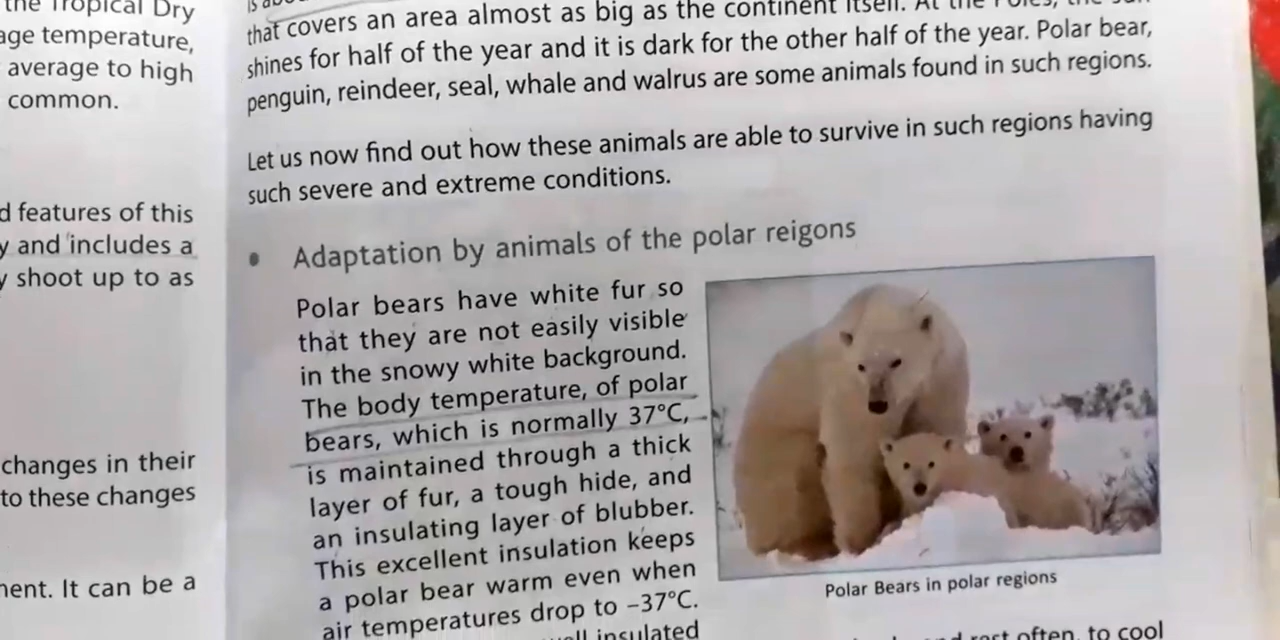 the Tropical Dry
age temperature,
average to high
common.
d features of this
y and includes a
y shoot up to as
changes in their
to these changes
nent. It can be a
that covers an area almost as big as the continent itself. At the Poles, the sun
shines for half of the year and it is dark for the other half of the year. Polar bear,
penguin, reindeer, seal, whale and walrus are some animals found in such regions.
Let us now find out how these animals are able to survive in such regions having
such severe and extreme conditions.
• Adaptation by animals of the polar reigons
Polar bears have white fur so
that they are not easily visible
in the snowy white background.
The body temperature, of polar
bears, which is normally 37°C,
is maintained through a thick
layer of fur, a tough hide, and
an insulating layer of blubber.
This excellent insulation keeps
a polar bear warm even when
air temperatures drop to –37°C.
insulated
Polar Bears in polar regions
rest often, to cool